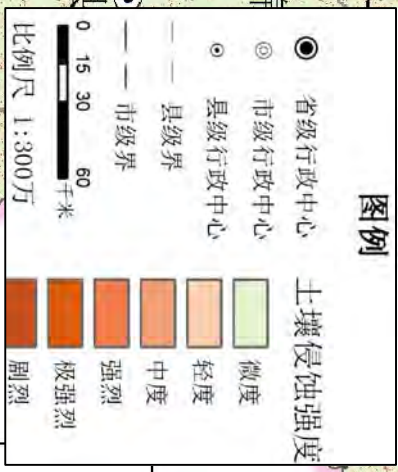 图例
省级行政中心
市级行政中心
县级行政中心
县级界
市级界
0 15 30 60
千米
比例尺 1:300万
土壤侵蚀强度
微度
轻度
中度
强烈
极强烈
剧烈